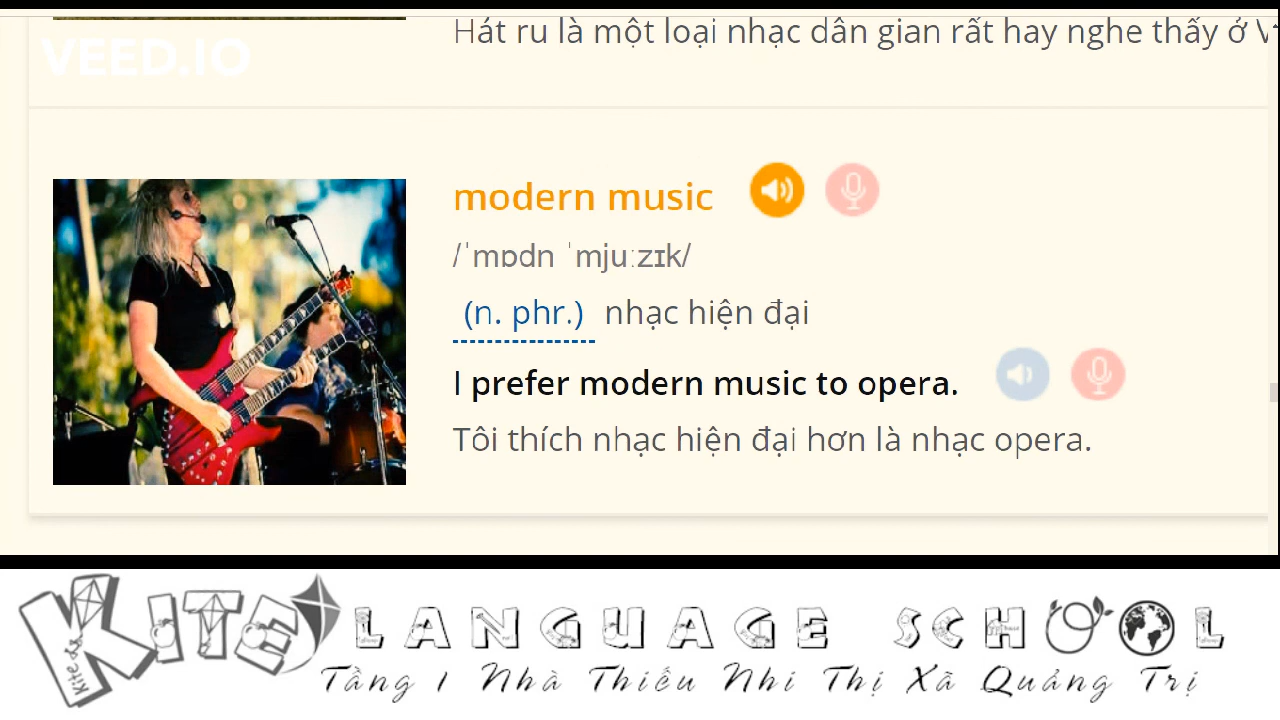 Hát ru là một loại nhạc dân gian rất hay nghe thấy ở
VEED.IO
modern music
/ˈmɒdn ˈmjuːzɪk/
(n. phr.) nhạc hiện đại
I prefer modern music to opera.
Tôi thích nhạc hiện đại hơn là nhạc opera.
KITE LANGUAGE SCHOOL
Tầng 1 Nhà Thiếu Nhi Thị Xã Quảng Trị